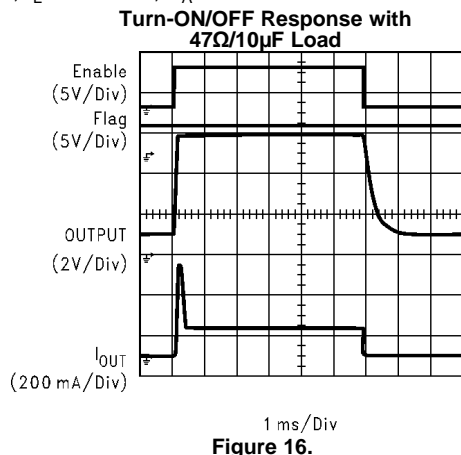 Turn-ON/OFF Response with
47Ω/10µF Load
Enable
(5V/Div)
Flag
(5V/Div)
OUTPUT
(2V/Div)
IOUT
(200 mA/Div)
1 ms/Div
Figure 16.